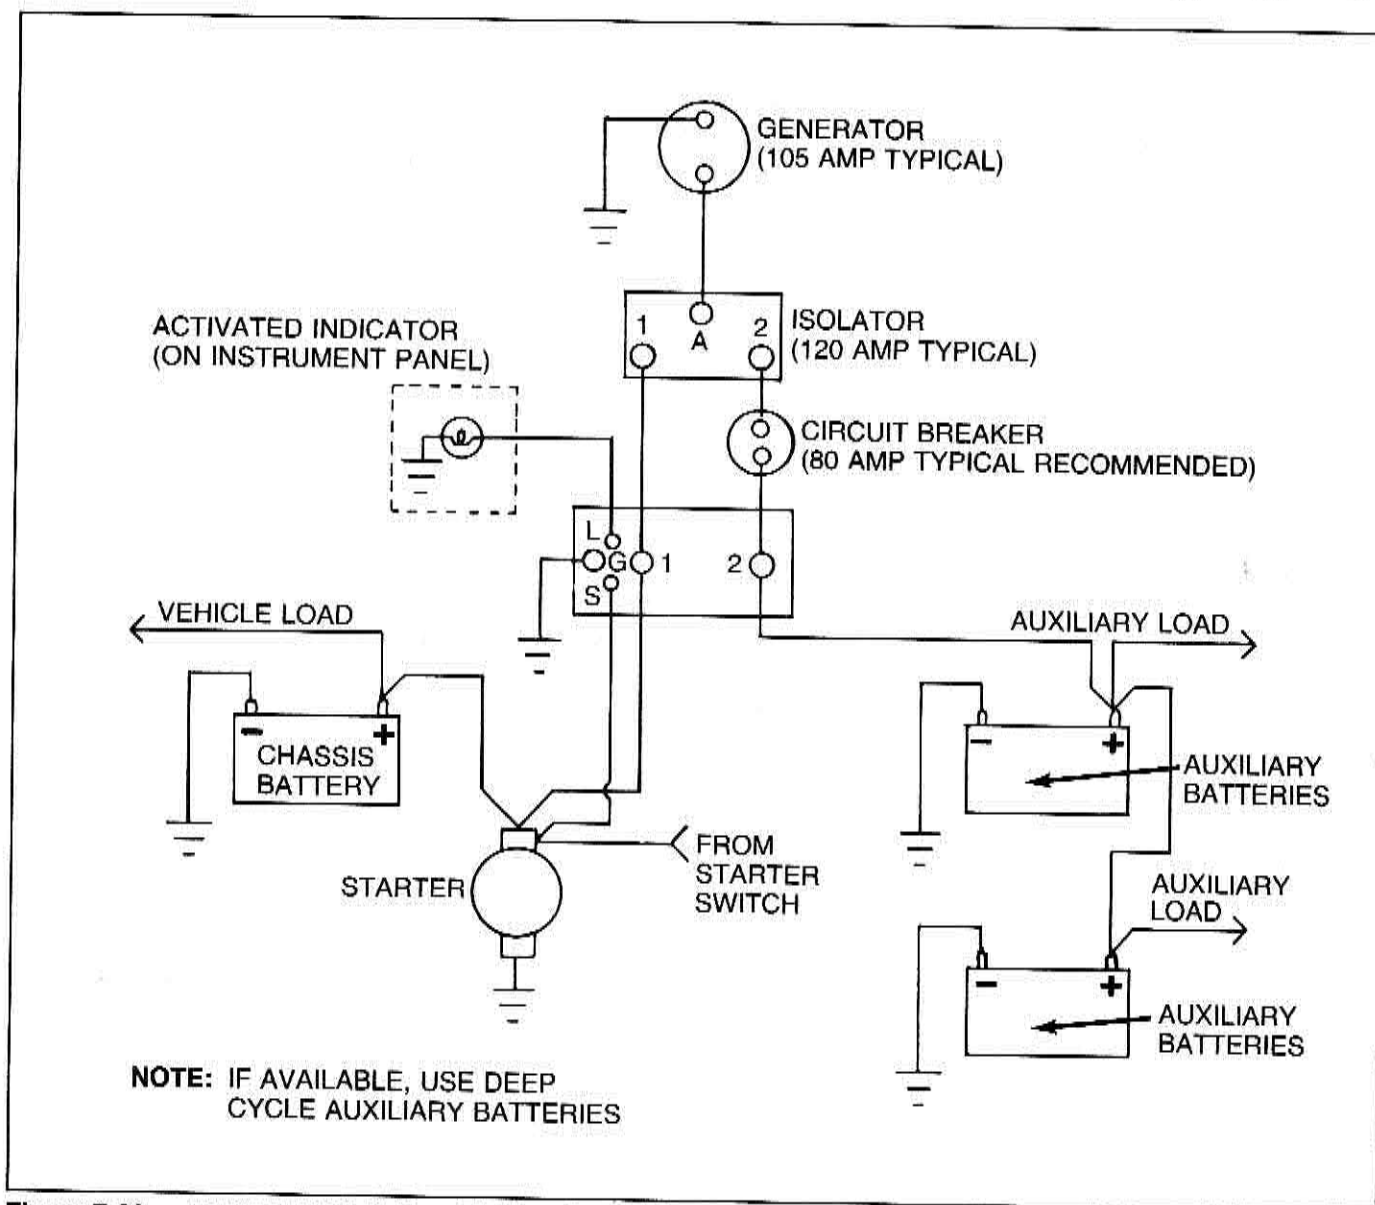 GENERATOR
(105 AMP TYPICAL)
1
A
2
ISOLATOR
(120 AMP TYPICAL)
ACTIVATED INDICATOR
(ON INSTRUMENT PANEL)
CIRCUIT BREAKER
(80 AMP TYPICAL RECOMMENDED)
L
G
1
2
S
VEHICLE LOAD
AUXILIARY LOAD
− +
CHASSIS
BATTERY
− +
AUXILIARY
BATTERIES
STARTER
FROM
STARTER
SWITCH
AUXILIARY
LOAD
− +
AUXILIARY
BATTERIES
NOTE: IF AVAILABLE, USE DEEP
CYCLE AUXILIARY BATTERIES